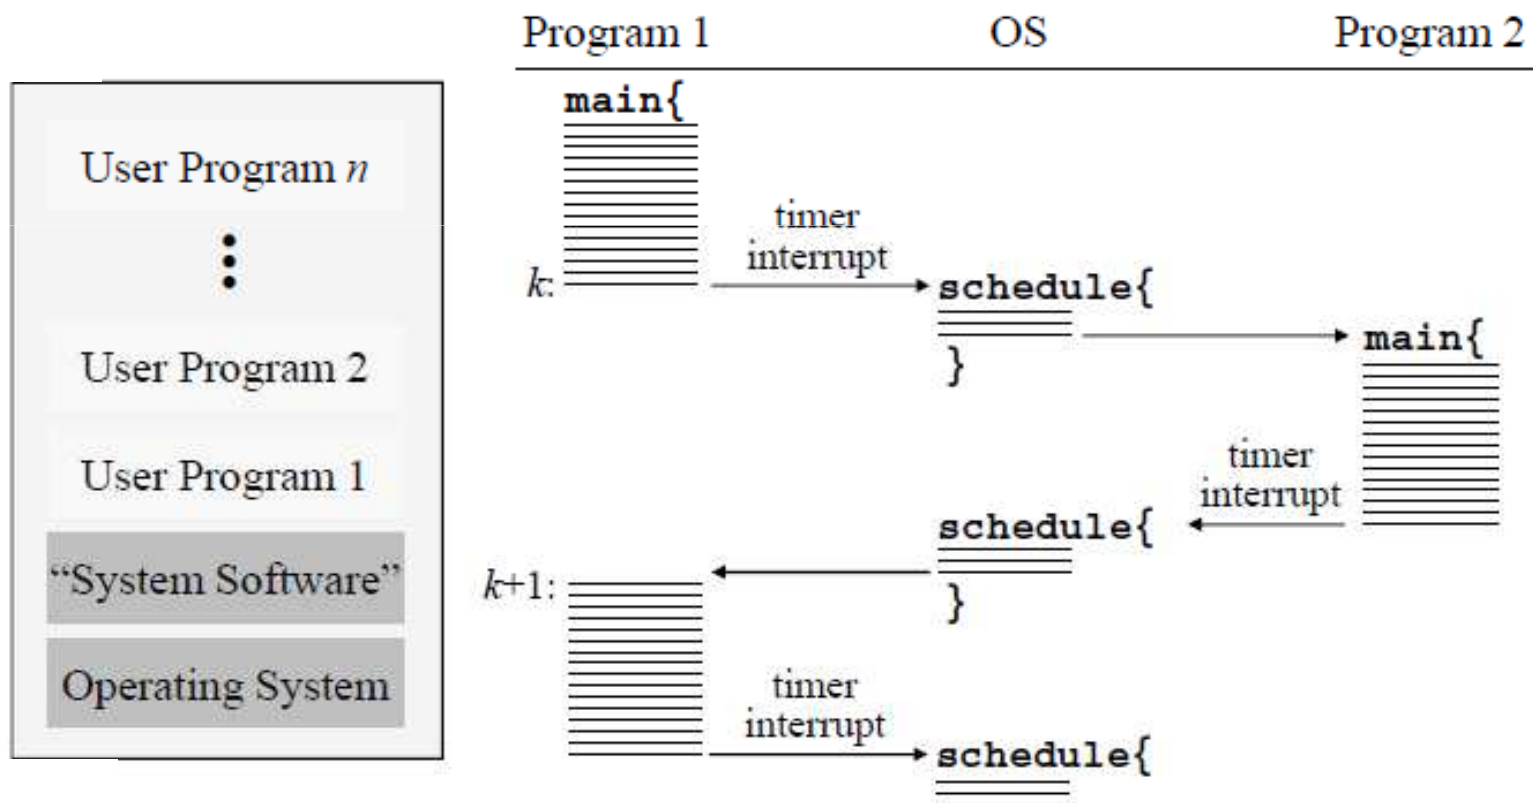 Program 1 OS Program 2
main{
User Program n
timer
interrupt
k:
schedule{
main{
}
User Program 2
timer
interrupt
User Program 1
schedule{
k+1:
}
“System Software”
Operating System
timer
interrupt
schedule{